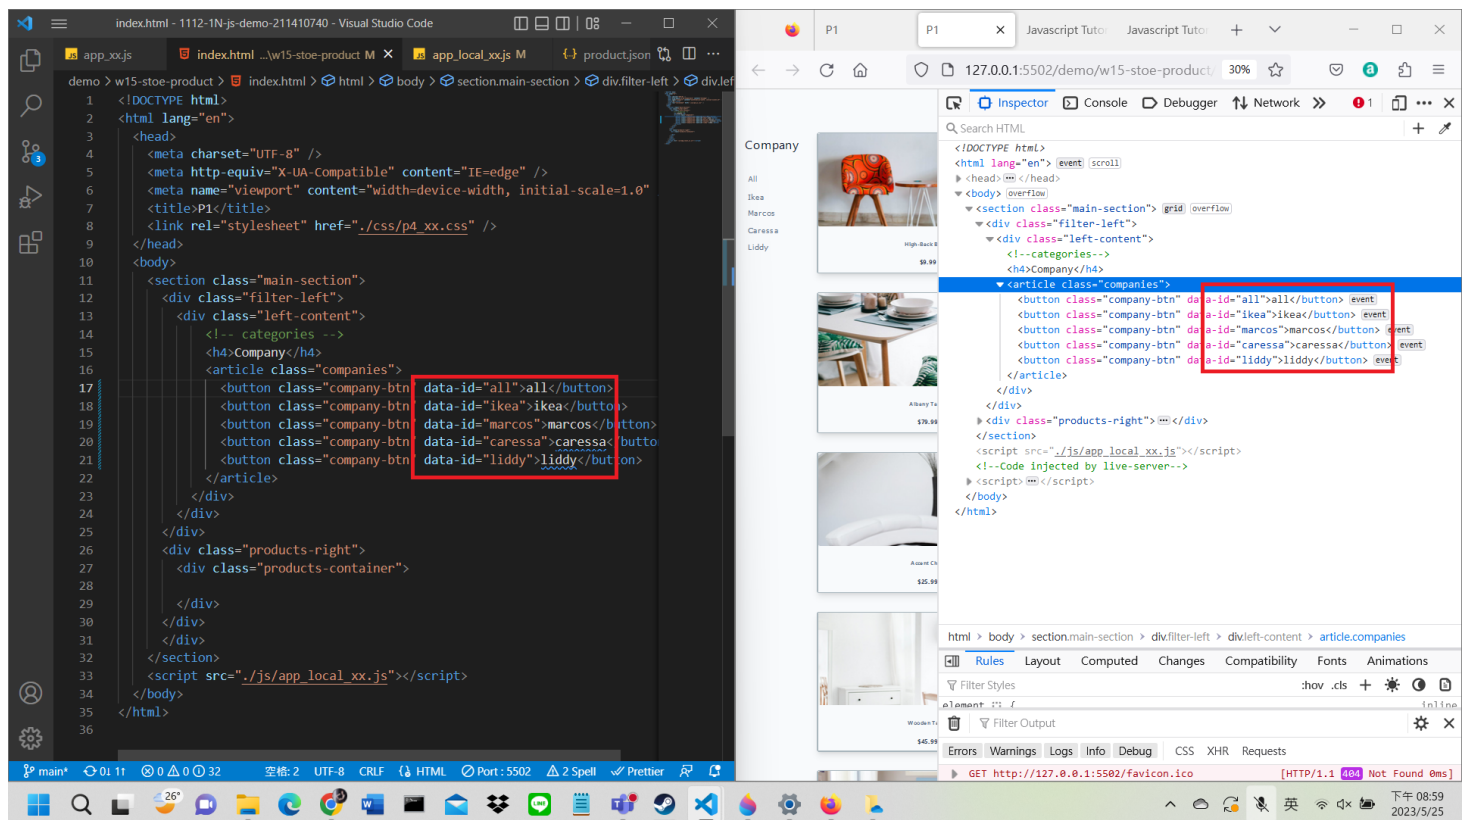 index.html - 1112-1N-js-demo-211410740 - Visual Studio Code
app_xx.js
index.html ...\w15-stoe-product M
app_local_xx.js M
product.json
demo > w15-stoe-product > index.html > html > body > section.main-section > div.filter-left > div.lef
1 <!DOCTYPE html>
2 <html lang="en">
3 <head>
4 <meta charset="UTF-8" />
5 <meta http-equiv="X-UA-Compatible" content="IE=edge" />
6 <meta name="viewport" content="width=device-width, initial-scale=1.0"
7 <title>P1</title>
8 <link rel="stylesheet" href="./css/p4_xx.css" />
9 </head>
10 <body>
11 <section class="main-section">
12 <div class="filter-left">
13 <div class="left-content">
14 <!-- categories -->
15 <h4>Company</h4>
16 <article class="companies">
17 <button class="company-btn" data-id="all">all</button>
18 <button class="company-btn" data-id="ikea">ikea</button>
19 <button class="company-btn" data-id="marcos">marcos</button>
20 <button class="company-btn" data-id="caressa">caressa</butto
21 <button class="company-btn" data-id="liddy">liddy</button>
22 </article>
23 </div>
24 </div>
25 </div>
26 <div class="products-right">
27 <div class="products-container">
28
29 </div>
30 </div>
31 </div>
32 </section>
33 <script src="./js/app_local_xx.js"></script>
34 </body>
35 </html>
36
3
main* 0↓ 1↑ 0 0 32 空格: 2 UTF-8 CRLF HTML Port : 5502 2 Spell Prettier
P1
P1
Javascript Tuto
Javascript Tuto
127.0.0.1:5502/demo/w15-stoe-product/ 30%
Company
All
Ikea
Marcos
Caressa
Liddy
High-Back B
$9.99
Albany Ta
$79.99
Accent Ch
$25.99
Wooden Ta
$45.99
Inspector Console Debugger Network 1
Search HTML
<!DOCTYPE html>
<html lang="en"> event scroll
<head> ••• </head>
<body> overflow
<section class="main-section"> grid overflow
<div class="filter-left">
<div class="left-content">
<!--categories-->
<h4>Company</h4>
<article class="companies">
<button class="company-btn" data-id="all">all</button> event
<button class="company-btn" data-id="ikea">ikea</button> event
<button class="company-btn" data-id="marcos">marcos</button> event
<button class="company-btn" data-id="caressa">caressa</button> event
<button class="company-btn" data-id="liddy">liddy</button> event
</article>
</div>
</div>
<div class="products-right"> ••• </div>
</section>
<script src="./js/app_local_xx.js"></script>
<!--Code injected by live-server-->
<script> ••• </script>
</body>
</html>
html > body > section.main-section > div.filter-left > div.left-content > article.companies
Rules Layout Computed Changes Compatibility Fonts Animations
Filter Styles :hov .cls
element { inline
Filter Output
Errors Warnings Logs Info Debug CSS XHR Requests
GET http://127.0.0.1:5502/favicon.ico [HTTP/1.1 404 Not Found 0ms]
26°
LINE
英
下午 08:59
2023/5/25